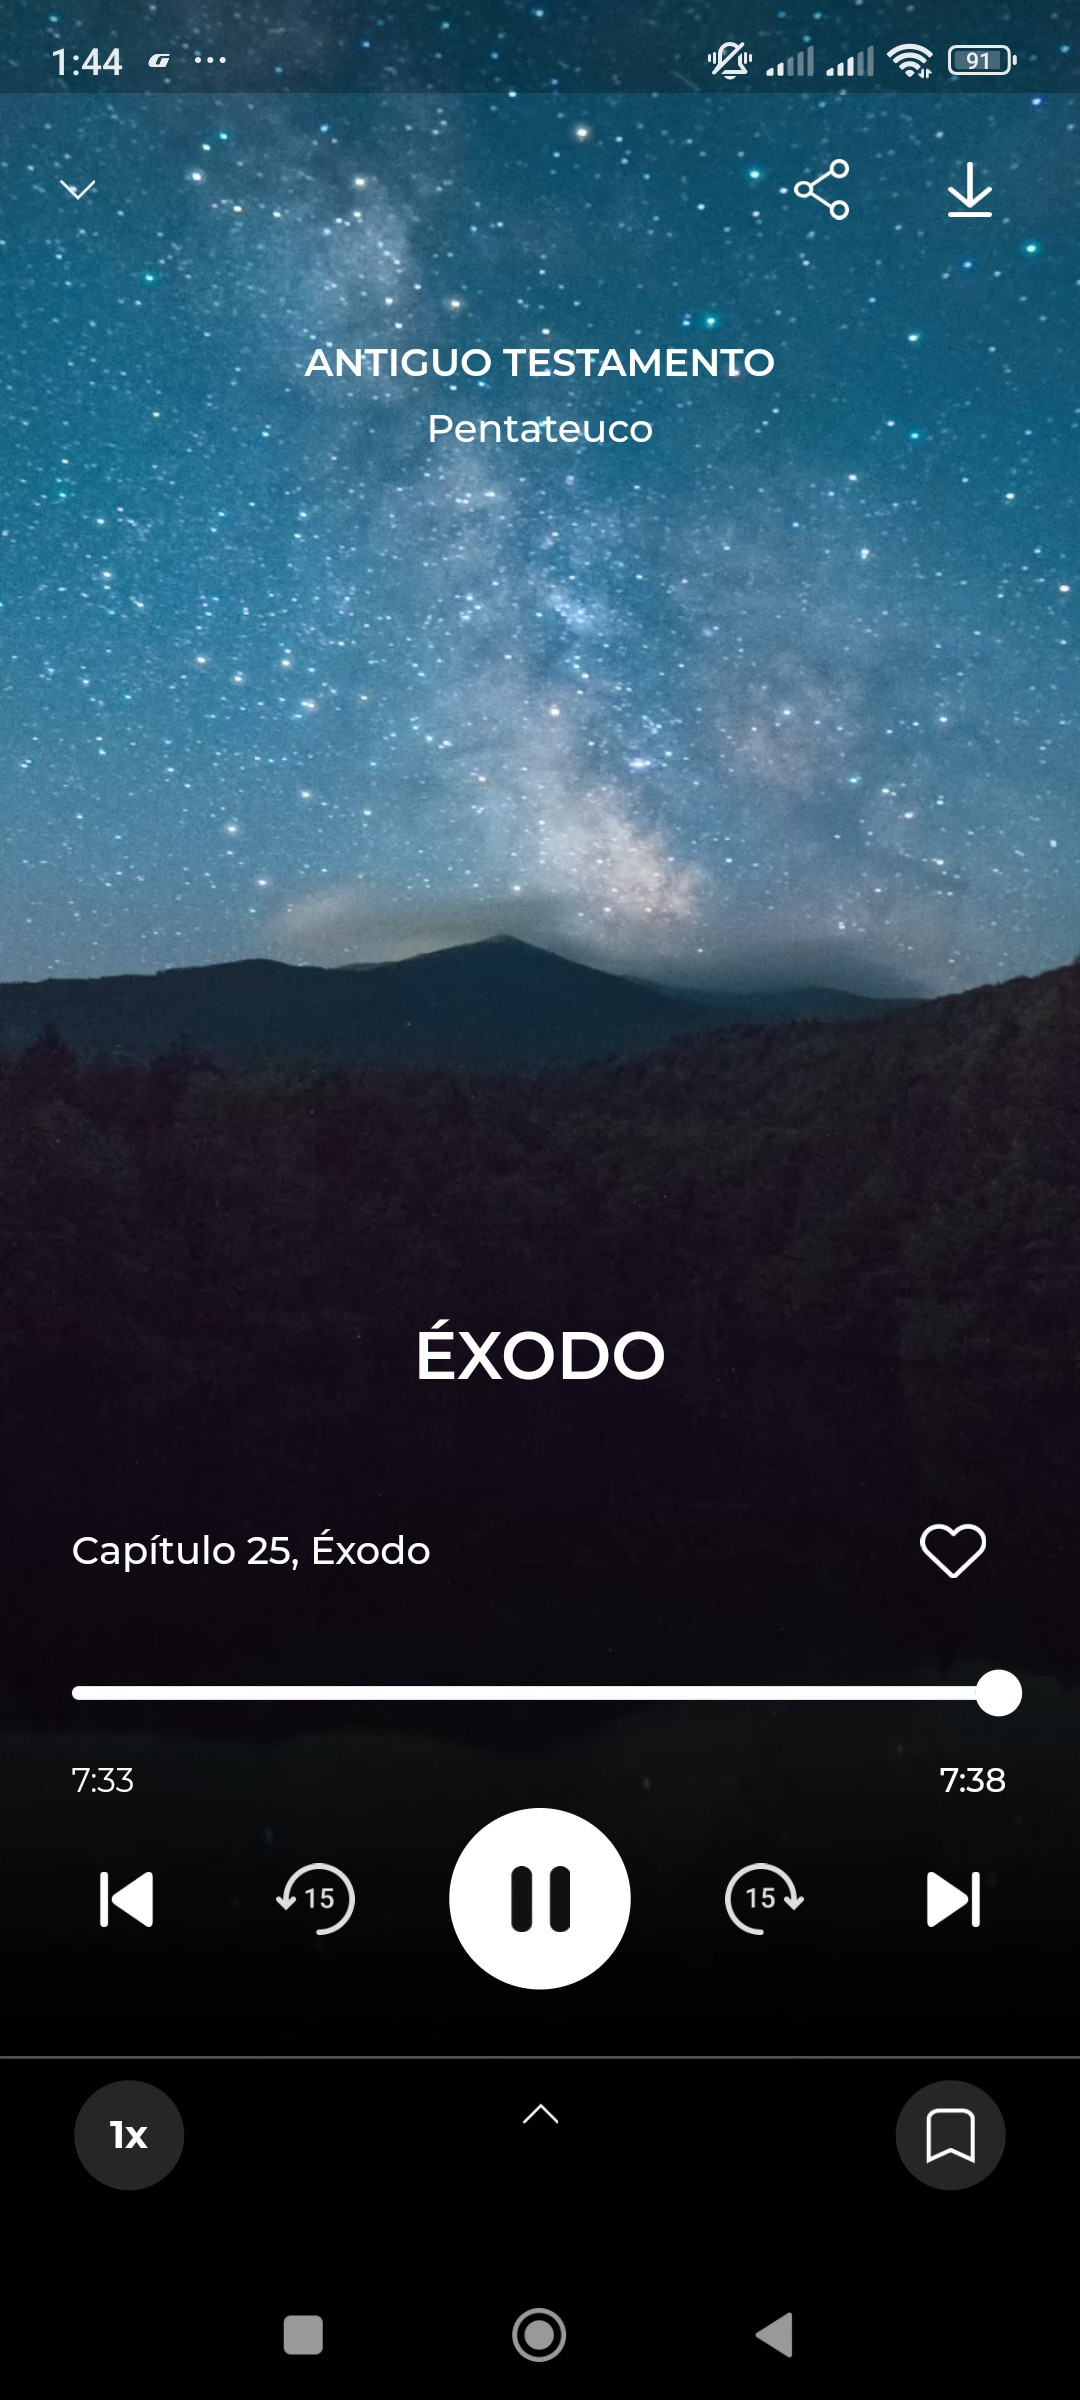 1:44 G ... 91
ANTIGUO TESTAMENTO
Pentateuco
ÉXODO
Capítulo 25, Éxodo
7:33 7:38
15 15
1x